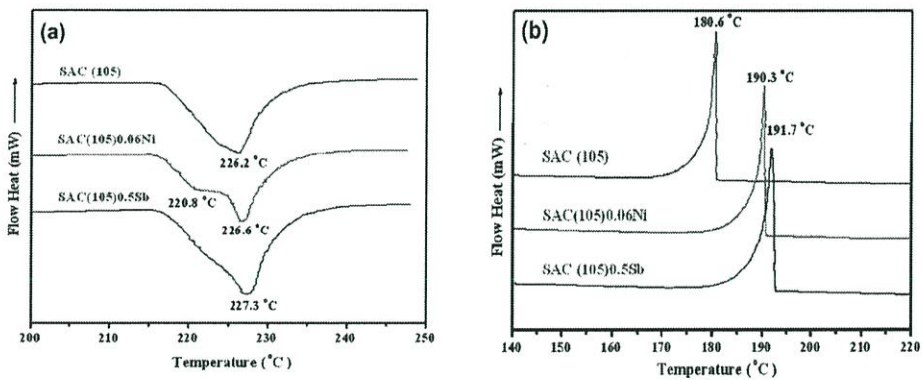 (a)
SAC (105)
226.2 °C
SAC(105)0.06Ni
220.8 °C
226.6 °C
SAC(105)0.5Sb
227.3 °C
Flow Heat (mW)
200 210 220 230 240 250
Temperature (°C)
(b)
180.6 °C
190.3 °C
191.7 °C
SAC (105)
SAC(105)0.06Ni
SAC (105)0.5Sb
Flow Heat (mW)
140 150 160 170 180 190 200 210 220
Temperature (°C)